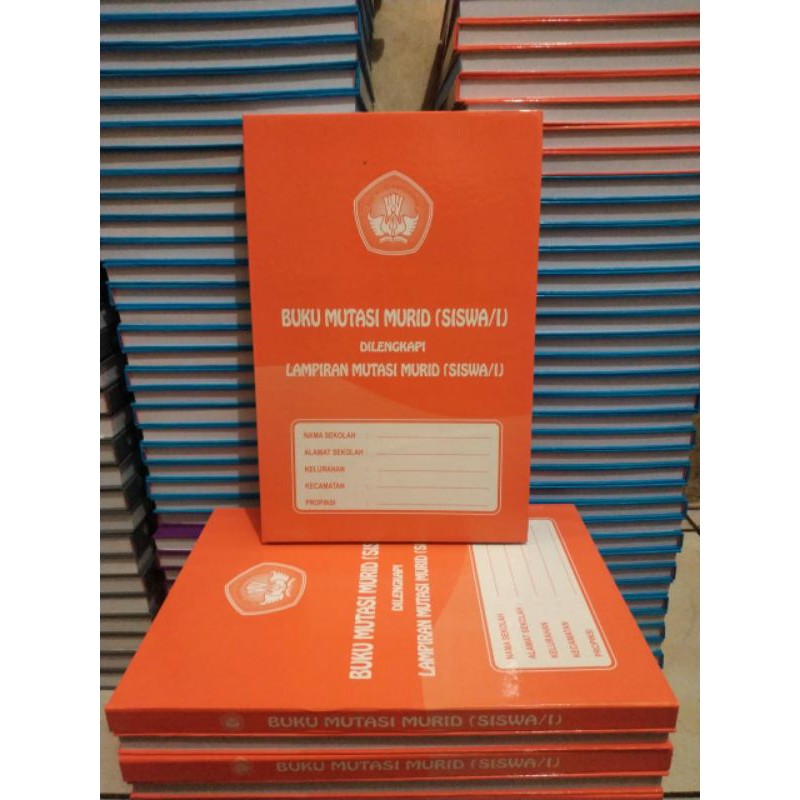 BUKU MUTASI MURID (SISWA/I)
DILENGKAPI
LAMPIRAN MUTASI MURID (SISWA/I)
NAMA SEKOLAH
ALAMAT SEKOLAH
KELURAHAN
KECAMATAN
PROPINSI
BUKU MUTASI MURID (SIS
DILENGKAPI
LAMPIRAN MUTASI MURID (S
NAMA SEKOLAH
ALAMAT SEKOLAH
KELURAHAN
KECAMATAN
PROPINSI
BUKU MUTASI MURID (SISWA/I)
BUKU MUTASI MURID (SISWA/I)